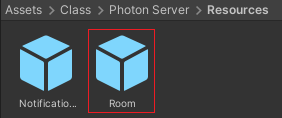 Assets > Class > Photon Server > Resources
Notificatio...
Room